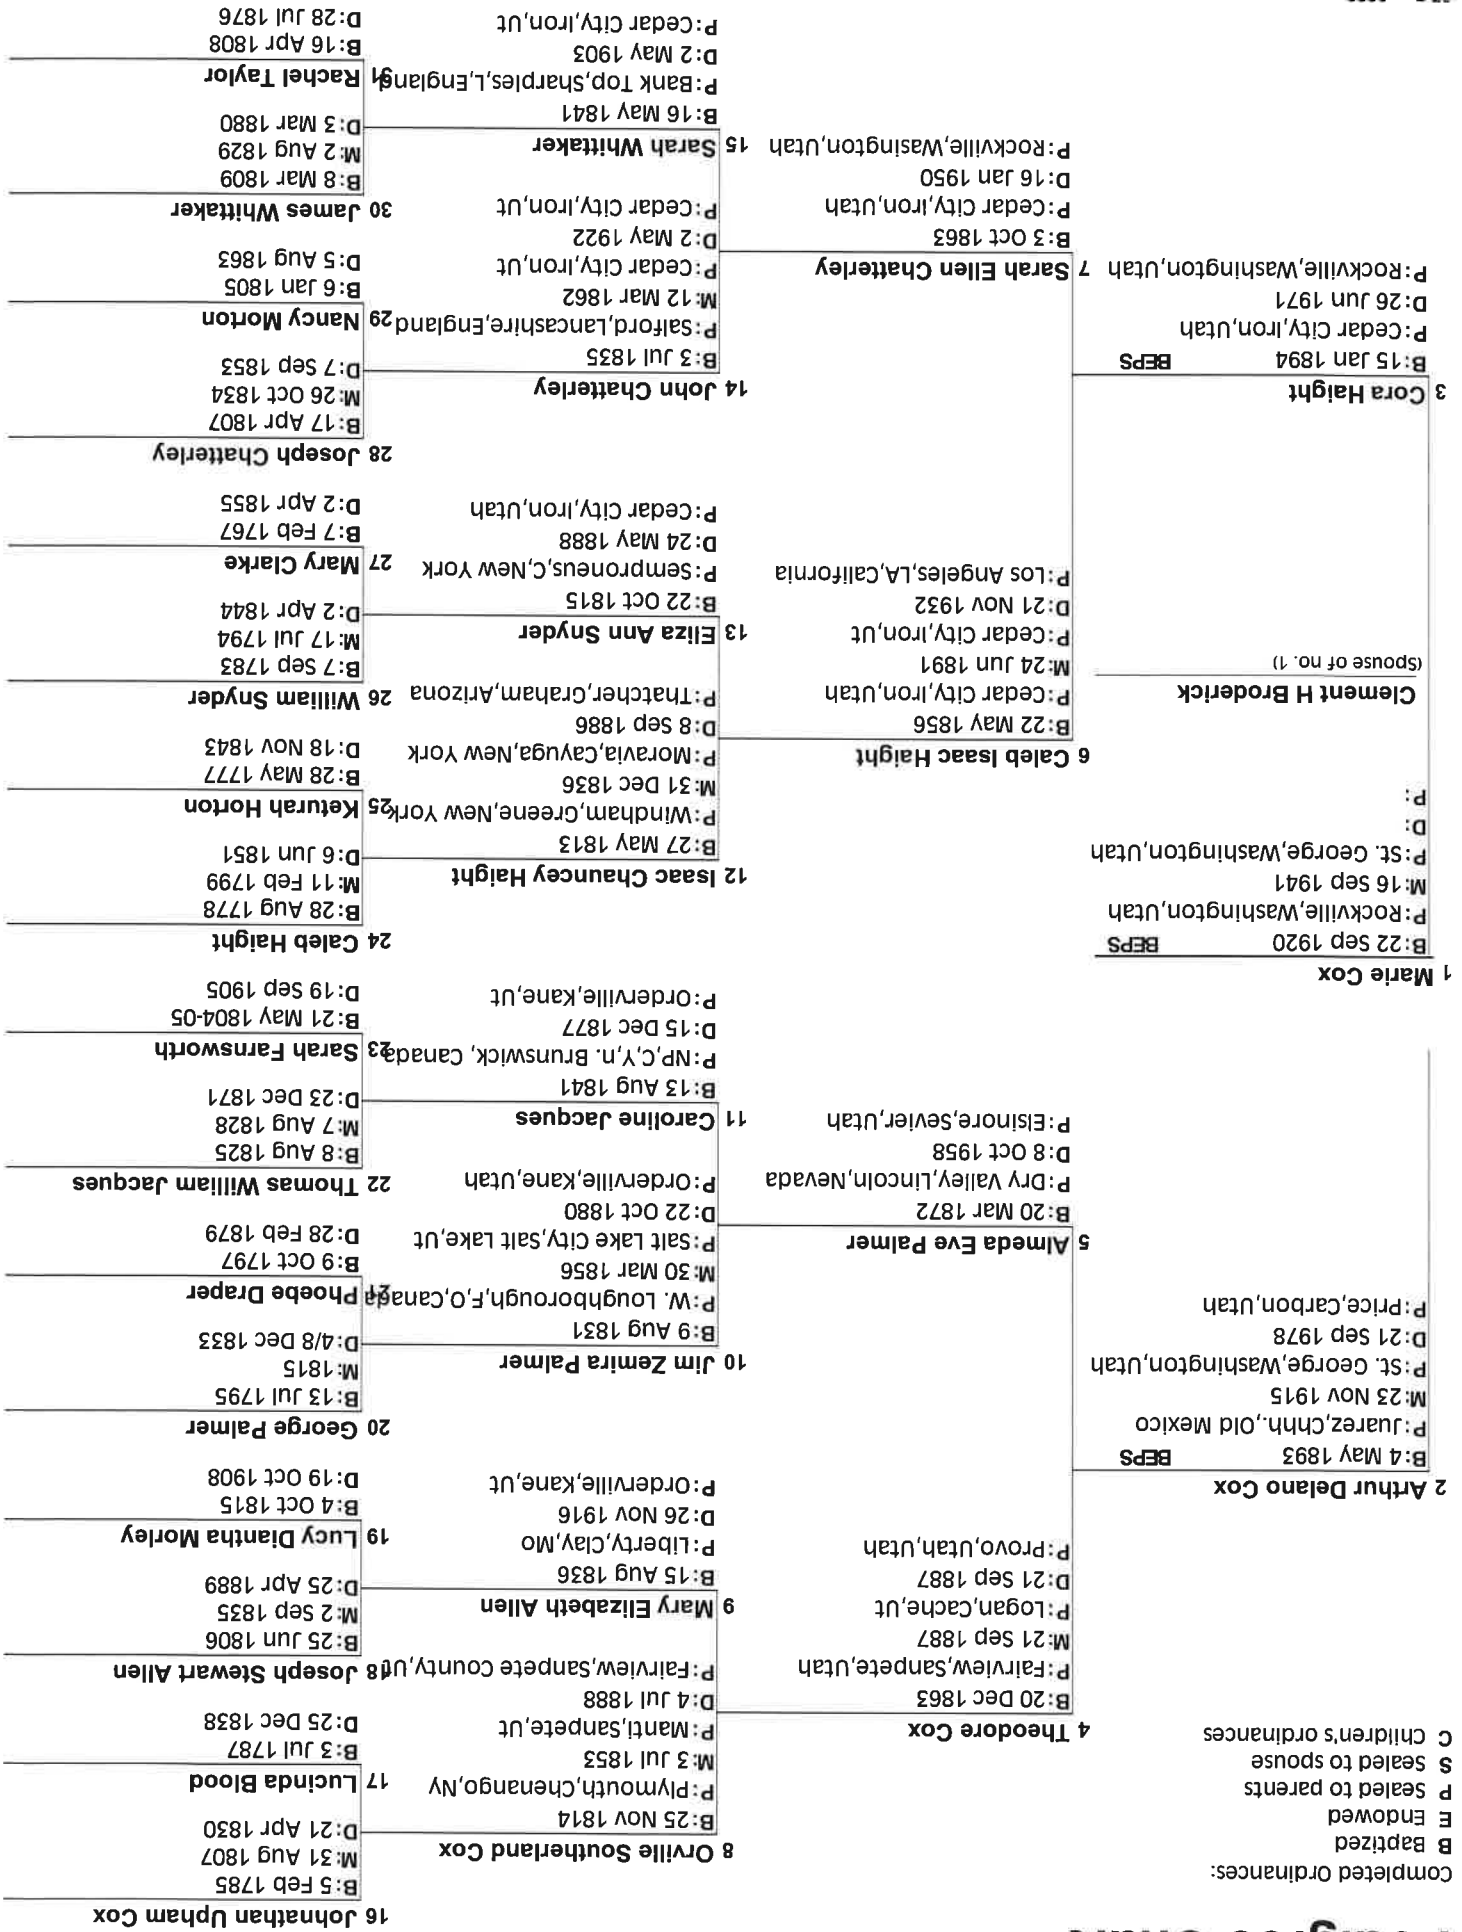 Completed Ordinances:
B Baptized
E Endowed
P Sealed to parents
S Sealed to spouse
C Children's ordinances
1 Marie Cox
B: 22 Sep 1920 BEPS
P: Rockville,Washington,Utah
M: 16 Sep 1941
P: St. George,Washington,Utah
D:
P:
Clement H Broderick
(Spouse of no. 1)
2 Arthur Delano Cox
B: 4 May 1893 BEPS
P: Juarez,Chhh.,Old Mexico
M: 23 Nov 1915
P: St. George,Washington,Utah
D: 21 Sep 1978
P: Price,Carbon,Utah
3 Cora Haight
B: 15 Jan 1894 BEPS
P: Cedar City,Iron,Utah
D: 26 Jun 1971
P: Rockville,Washington,Utah
4 Theodore Cox
B: 20 Dec 1863
P: Fairview,Sanpete,Utah
M: 21 Sep 1887
P: Logan,Cache,Ut
D: 21 Sep 1887
P: Provo,Utah,Utah
5 Almeda Eve Palmer
B: 20 Mar 1872
P: Dry Valley,Lincoln,Nevada
D: 8 Oct 1958
P: Elsinore,Sevier,Utah
6 Caleb Isaac Haight
B: 22 May 1856
P: Cedar City,Iron,Utah
M: 24 Jun 1891
P: Cedar City,Iron,Ut
D: 21 Nov 1932
P: Los Angeles,LA,California
7 Sarah Ellen Chatterley
B: 3 Oct 1863
P: Cedar City,Iron,Utah
D: 16 Jan 1950
P: Rockville,Wasington,Utah
8 Orville Southerland Cox
B: 25 Nov 1814
P: Plymouth,Chenango,Ny
M: 3 Jul 1853
P: Manti,Sanpete,Ut
D: 4 Jul 1888
P: Fairview,Sanpete County,Ut
9 Mary Elizabeth Allen
B: 15 Aug 1836
P: Liberty,Clay,Mo
D: 26 Nov 1916
P: Orderville,Kane,Ut
10 Jim Zemira Palmer
B: 9 Aug 1831
P: W. Loughborough,F,O,Canada
M: 30 Mar 1856
P: Salt Lake City,Salt Lake,Ut
D: 22 Oct 1880
P: Orderville,Kane,Utah
11 Caroline Jacques
B: 13 Aug 1841
P: NP,C,Y,n. Brunswick, Canada
D: 15 Dec 1877
P: Orderville,Kane,Ut
12 Isaac Chauncey Haight
B: 27 May 1813
P: Windham,Greene,New York
M: 31 Dec 1836
P: Moravia,Cayuga,New York
D: 8 Sep 1886
P: Thatcher,Graham,Arizona
13 Eliza Ann Snyder
B: 22 Oct 1815
P: Semproneus,C,New York
D: 24 May 1888
P: Cedar City,Iron,Utah
14 John Chatterley
B: 3 Jul 1835
P: Salford,Lancashire,England
M: 12 Mar 1862
P: Cedar City,Iron,Ut
D: 2 May 1922
P: Cedar City,Iron,Ut
15 Sarah Whittaker
B: 16 May 1841
P: Bank Top,Sharples,L,England
D: 2 May 1903
P: Cedar City,Iron,Ut
16 Johnathan Upham Cox
B: 5 Feb 1785
M: 31 Aug 1807
D: 21 Apr 1830
17 Lucinda Blood
B: 3 Jul 1787
D: 25 Dec 1838
18 Joseph Stewart Allen
B: 25 Jun 1806
M: 2 Sep 1835
D: 25 Apr 1889
19 Lucy Diantha Morley
B: 4 Oct 1815
D: 19 Oct 1908
20 George Palmer
B: 13 Jul 1795
M: 1815
D: 4/8 Dec 1833
21 Phoebe Draper
B: 9 Oct 1797
D: 28 Feb 1879
22 Thomas William Jacques
B: 8 Aug 1825
M: 7 Aug 1828
D: 23 Dec 1871
23 Sarah Farnsworth
B: 21 May 1804-05
D: 19 Sep 1905
24 Caleb Haight
B: 28 Aug 1778
M: 11 Feb 1799
D: 6 Jun 1851
25 Keturah Horton
B: 28 May 1777
D: 18 Nov 1843
26 William Snyder
B: 7 Sep 1783
M: 17 Jul 1794
D: 2 Apr 1844
27 Mary Clarke
B: 7 Feb 1767
D: 2 Apr 1855
28 Joseph Chatterley
B: 17 Apr 1807
M: 26 Oct 1834
D: 7 Sep 1853
29 Nancy Morton
B: 6 Jan 1805
D: 5 Aug 1863
30 James Whittaker
B: 8 Mar 1809
M: 2 Aug 1829
D: 3 Mar 1880
31 Rachel Taylor
B: 16 Apr 1808
D: 28 Jul 1876